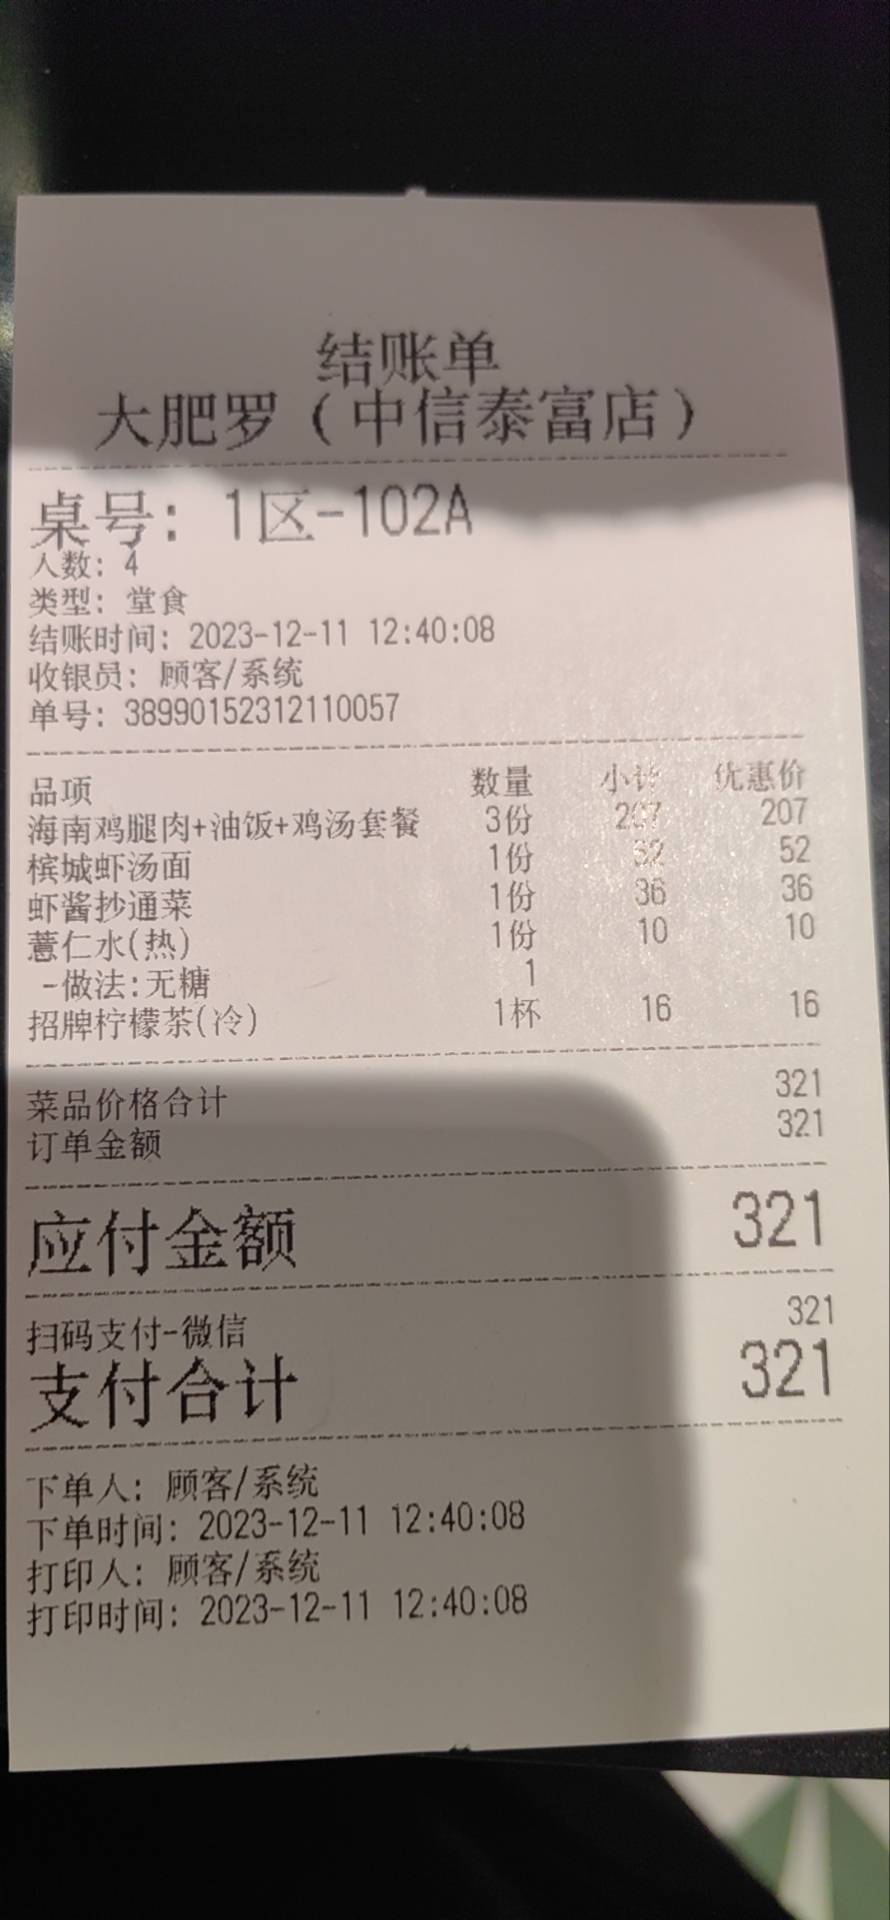 结账单
大肥罗（中信泰富店）
桌号: 1区-102A
人数: 4
类型: 堂食
结账时间: 2023-12-11 12:40:08
收银员: 顾客/系统
单号: 38990152312110057
品项 数量 小计 优惠价
海南鸡腿肉+油饭+鸡汤套餐 3份 207 207
槟城虾汤面 1份 52 52
虾酱抄通菜 1份 36 36
薏仁水(热) 1份 10 10
-做法:无糖 1
招牌柠檬茶(冷) 1杯 16 16
菜品价格合计 321
订单金额 321
应付金额 321
扫码支付-微信 321
支付合计 321
下单人: 顾客/系统
下单时间: 2023-12-11 12:40:08
打印人: 顾客/系统
打印时间: 2023-12-11 12:40:08